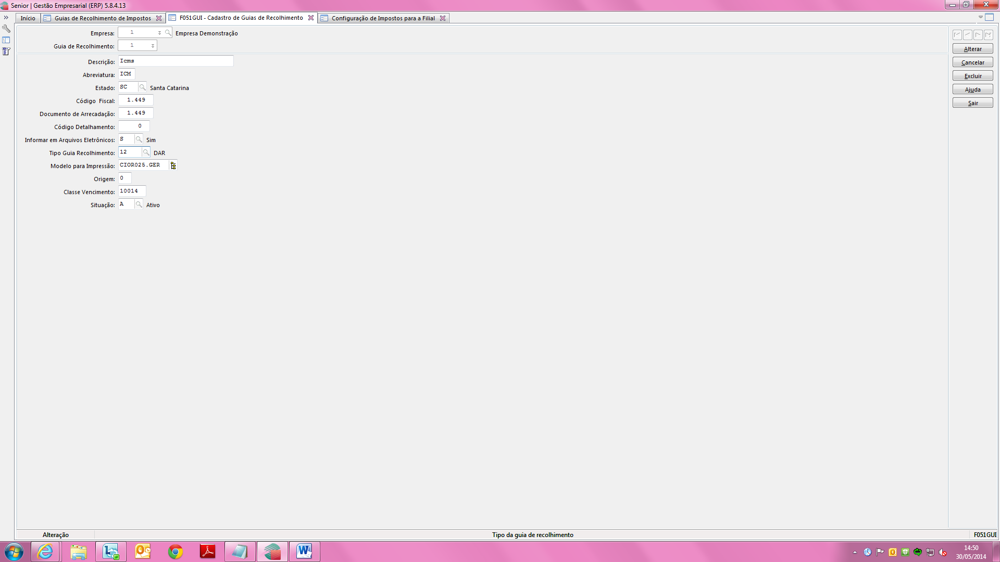 Senior | Gestão Empresarial (ERP) 5.8.4.13
Início Guias de Recolhimento de Impostos F051GUI - Cadastro de Guias de Recolhimento Configuração de Impostos para a Filial
Empresa: 1 Empresa Demonstração
Guia de Recolhimento: 1
Descrição: Icms
Abreviatura: ICM
Estado: SC Santa Catarina
Código Fiscal: 1.449
Documento de Arrecadação: 1.449
Código Detalhamento: 0
Informar em Arquivos Eletrônicos: S Sim
Tipo Guia Recolhimento: 12 DAR
Modelo para Impressão: CIOR025.GER
Origem: 0
Classe Vencimento: 10014
Situação: A Ativo
Alterar
Cancelar
Excluir
Ajuda
Sair
Alteração Tipo da guia de recolhimento F051GUI
14:50
30/05/2014